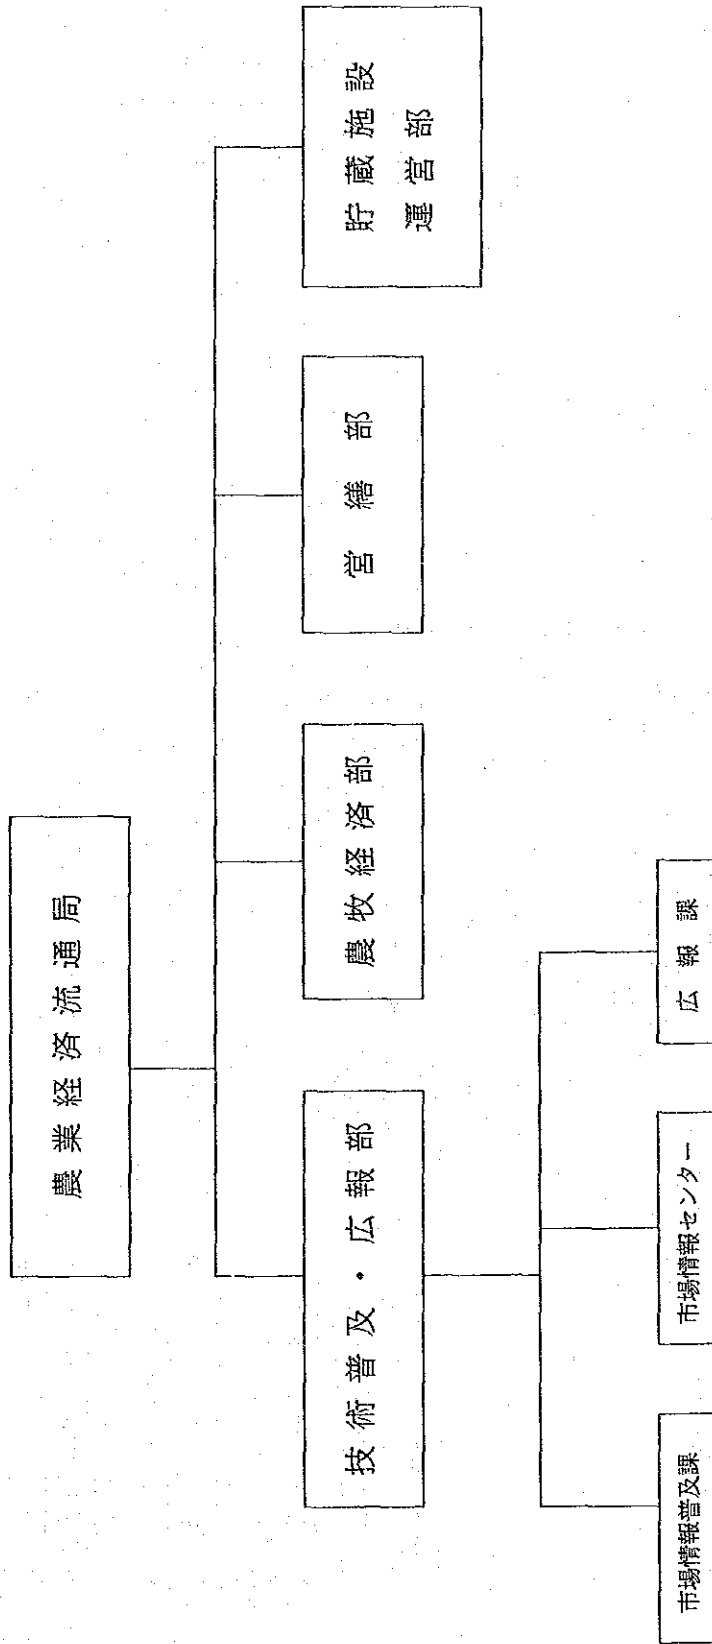 農業経済流通局
技術普及・広報部
農牧経済部
営繕部
貯蔵施設
運営部
市場情報普及課
市場情報センター
広報課